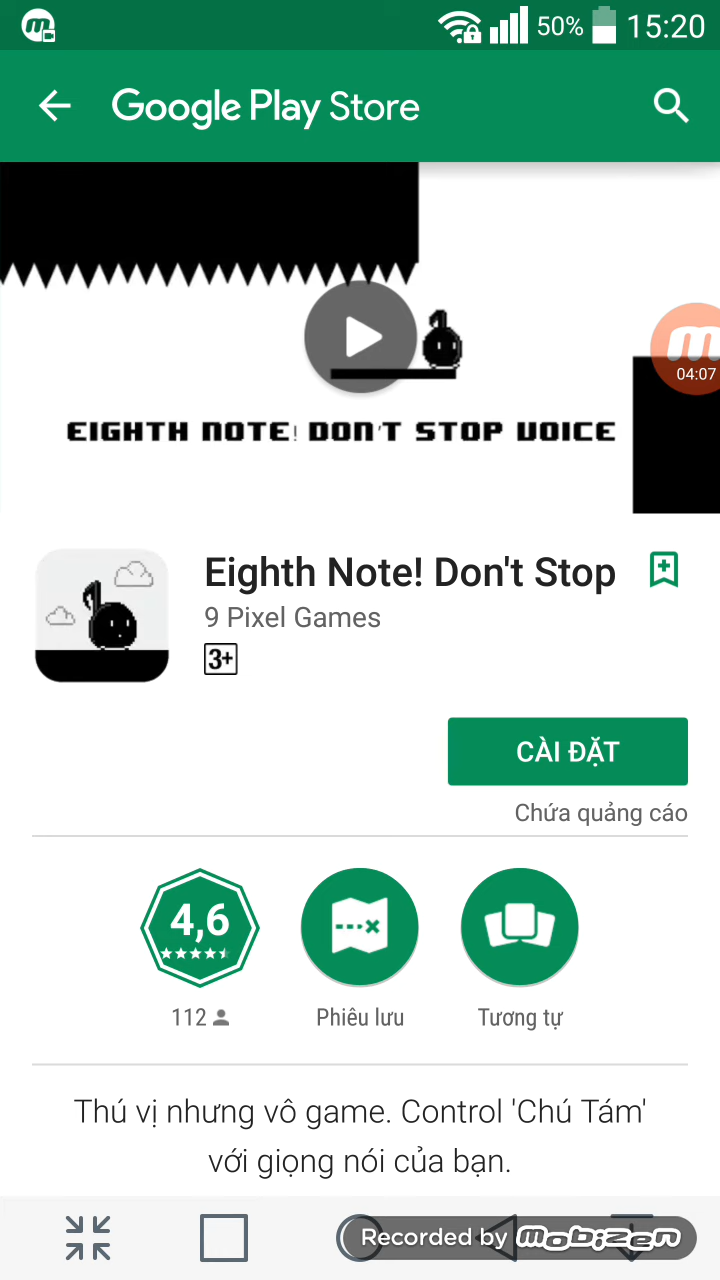 50% 15:20
Google Play Store
04:07
EIGHTH NOTE! DON'T STOP VOICE
Eighth Note! Don't Stop
9 Pixel Games
3+
CÀI ĐẶT
Chứa quảng cáo
4,6
112
Phiêu lưu
Tương tự
Thú vị nhưng vô game. Control 'Chú Tám'
với giọng nói của bạn.
Recorded by mobizen